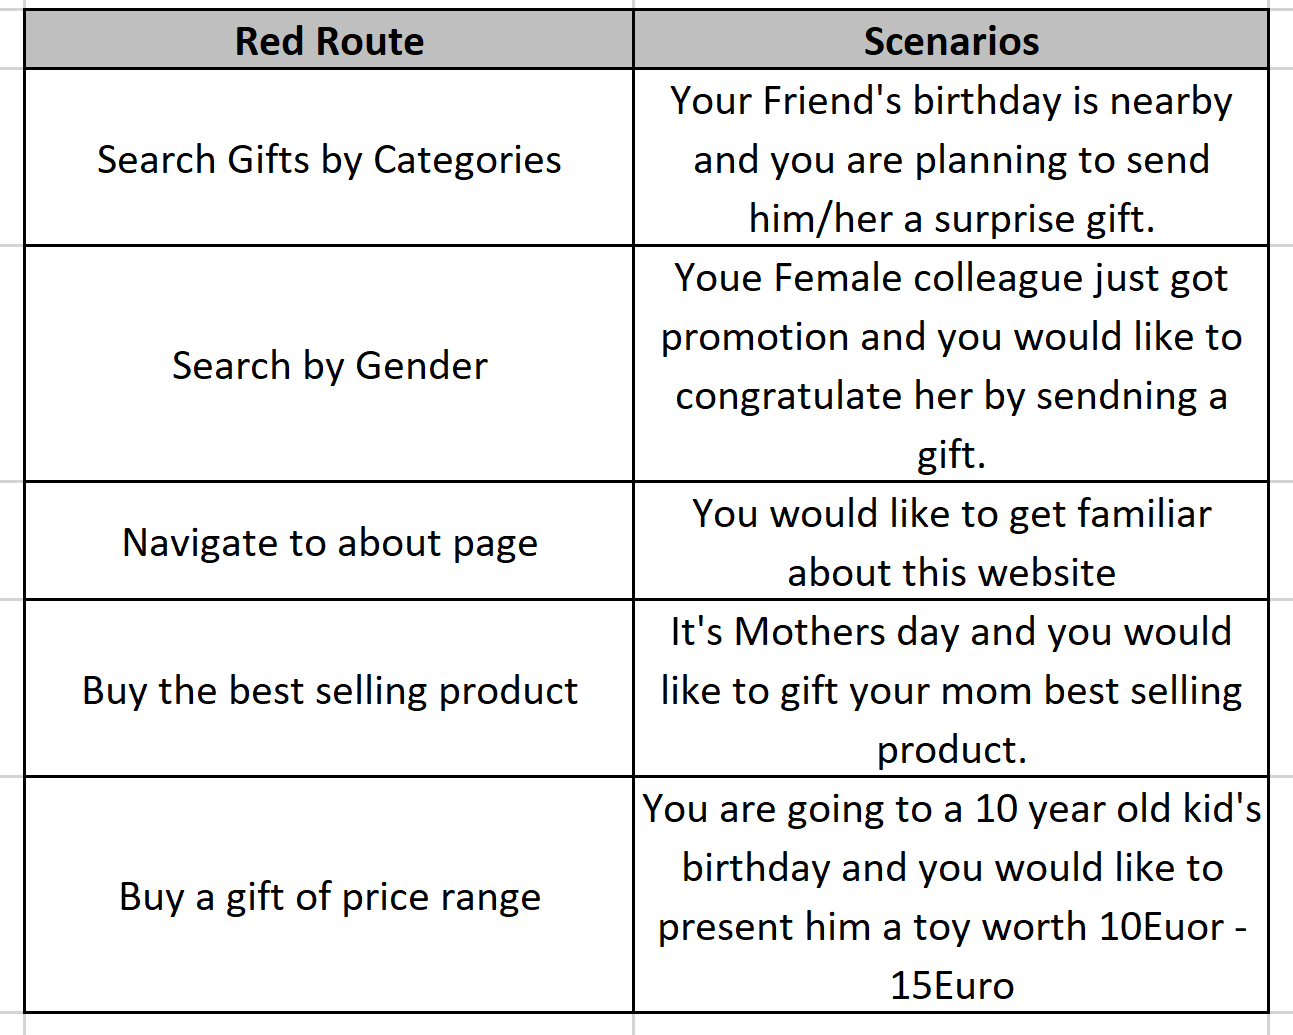 Red Route
Scenarios
Search Gifts by Categories
Your Friend's birthday is nearby
and you are planning to send
him/her a surprise gift.
Search by Gender
Youe Female colleague just got
promotion and you would like to
congratulate her by sendning a
gift.
Navigate to about page
You would like to get familiar
about this website
Buy the best selling product
It's Mothers day and you would
like to gift your mom best selling
product.
Buy a gift of price range
You are going to a 10 year old kid's
birthday and you would like to
present him a toy worth 10Euor -
15Euro